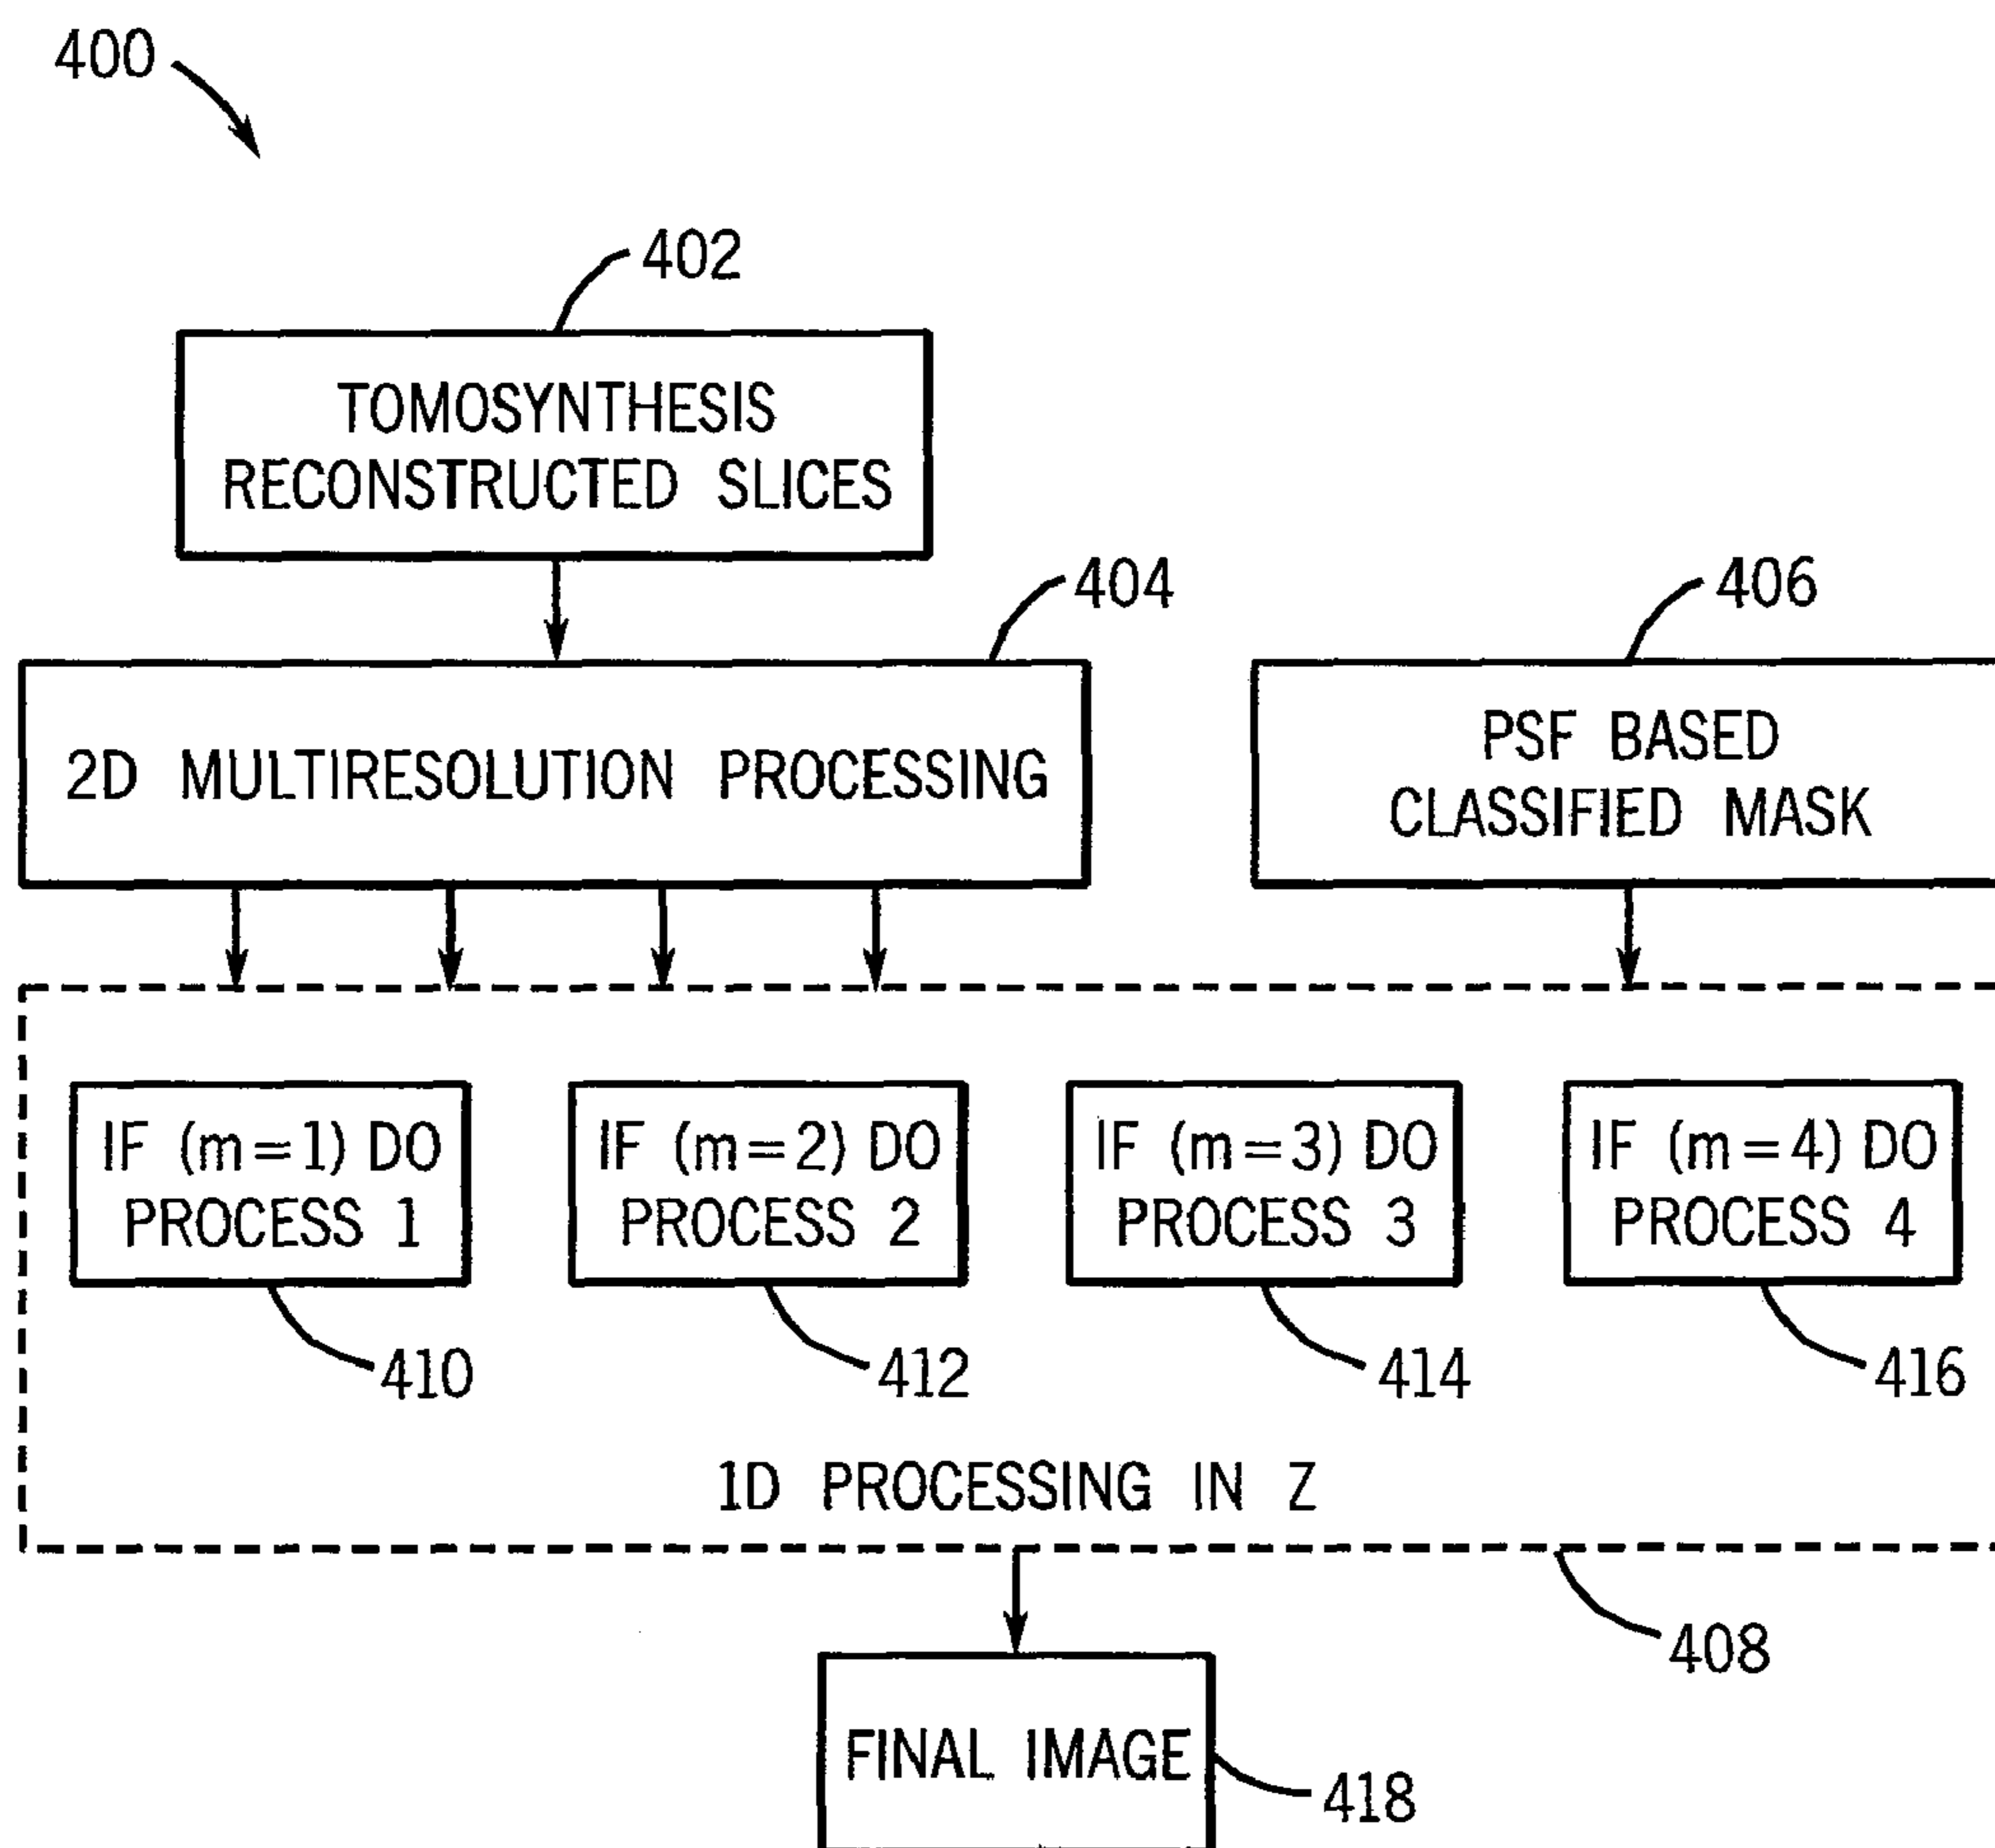 400
402
TOMOSYNTHESIS
RECONSTRUCTED SLICES
404
406
2D MULTIRESOLUTION PROCESSING
PSF BASED
CLASSIFIED MASK
IF (m=1) DO
PROCESS 1
IF (m=2) DO
PROCESS 2
IF (m=3) DO
PROCESS 3
IF (m=4) DO
PROCESS 4
410
412
414
416
1D PROCESSING IN Z
408
FINAL IMAGE
418